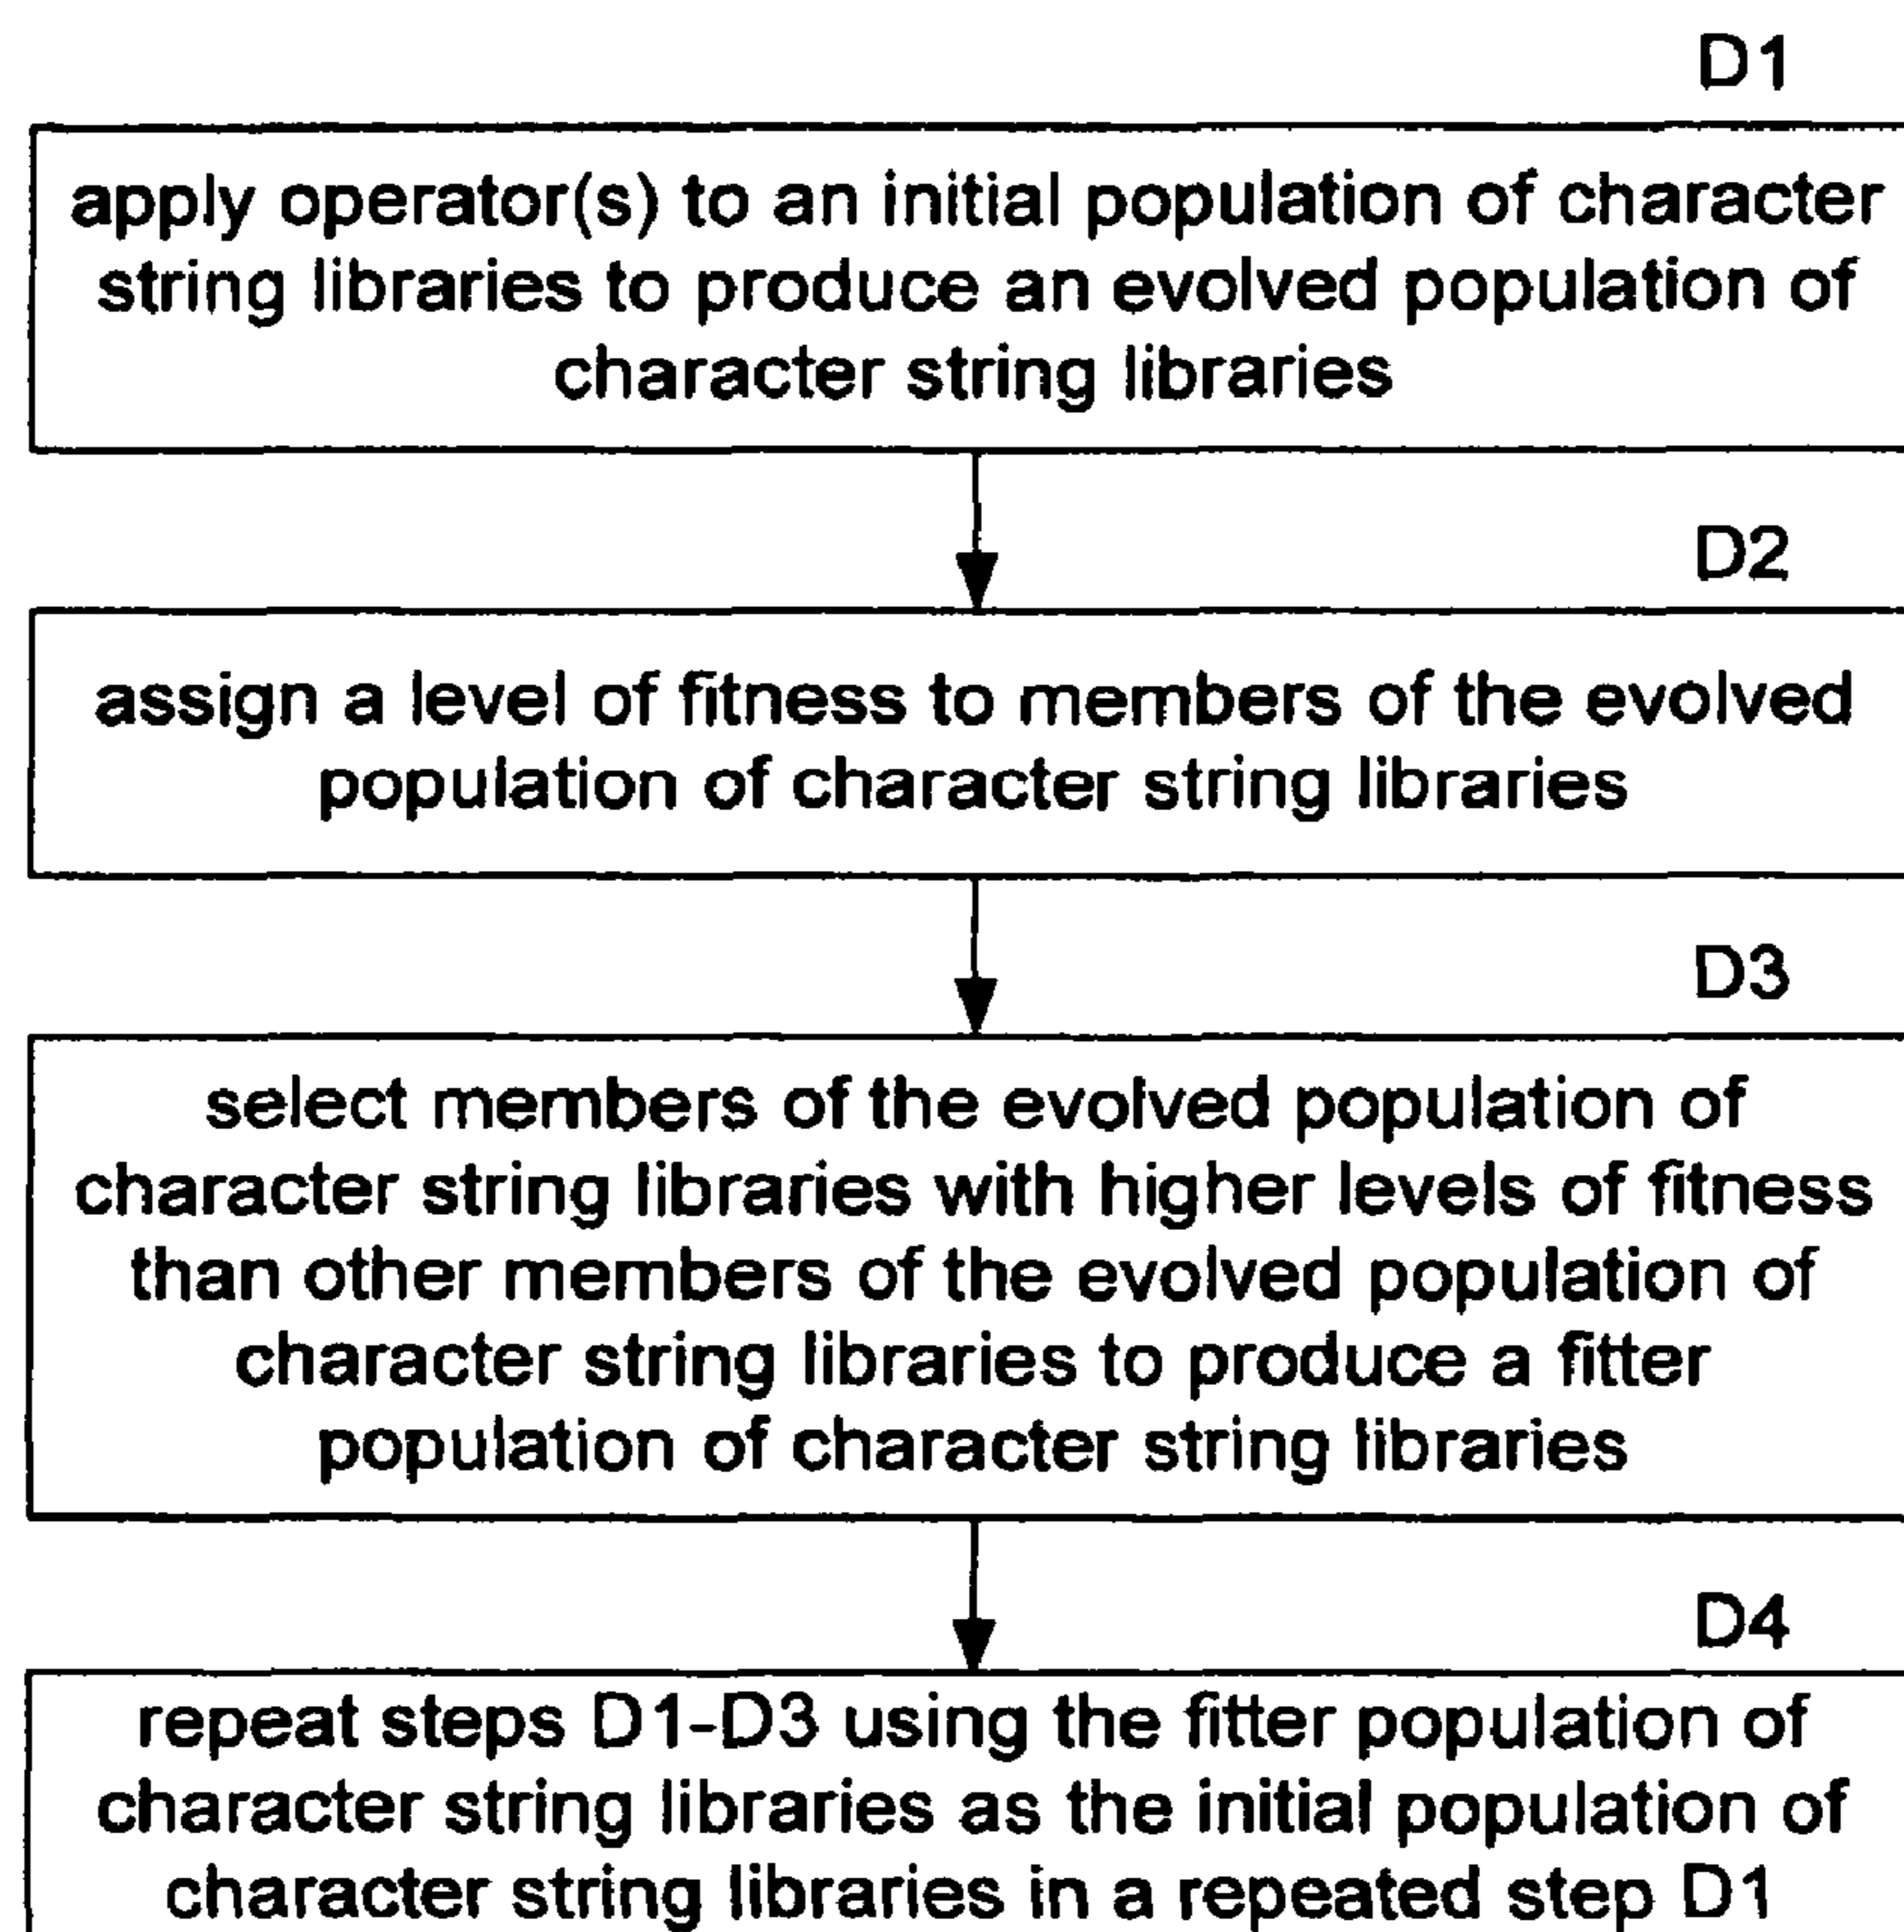 D1
apply operator(s) to an initial population of character
string libraries to produce an evolved population of
character string libraries
D2
assign a level of fitness to members of the evolved
population of character string libraries
D3
select members of the evolved population of
character string libraries with higher levels of fitness
than other members of the evolved population of
character string libraries to produce a fitter
population of character string libraries
D4
repeat steps D1-D3 using the fitter population of
character string libraries as the initial population of
character string libraries in a repeated step D1